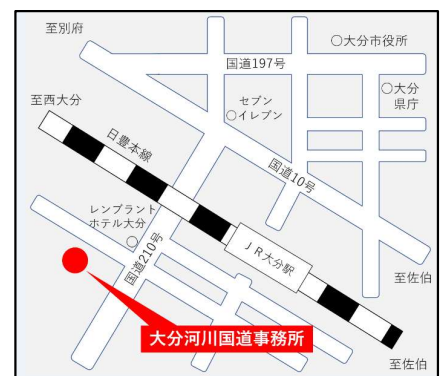 至別府
○大分市役所
国道197号
○大分
県庁
至西大分
セブン
○イレブン
日豊本線
国道10号
レンブラント
ホテル大分
○
国道210号
JR大分駅
至佐伯
大分河川国道事務所
至佐伯